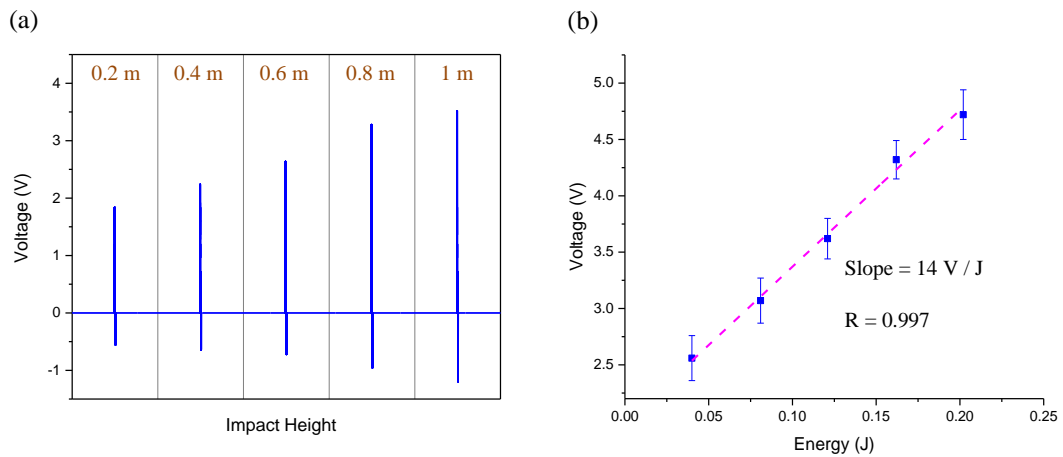 (a)
0.2 m 0.4 m 0.6 m 0.8 m 1 m
4
3
2
1
0
-1
Voltage (V)
Impact Height
(b)
5.0
4.5
4.0
3.5
3.0
2.5
Voltage (V)
Slope = 14 V / J
R = 0.997
0.00 0.05 0.10 0.15 0.20 0.25
Energy (J)